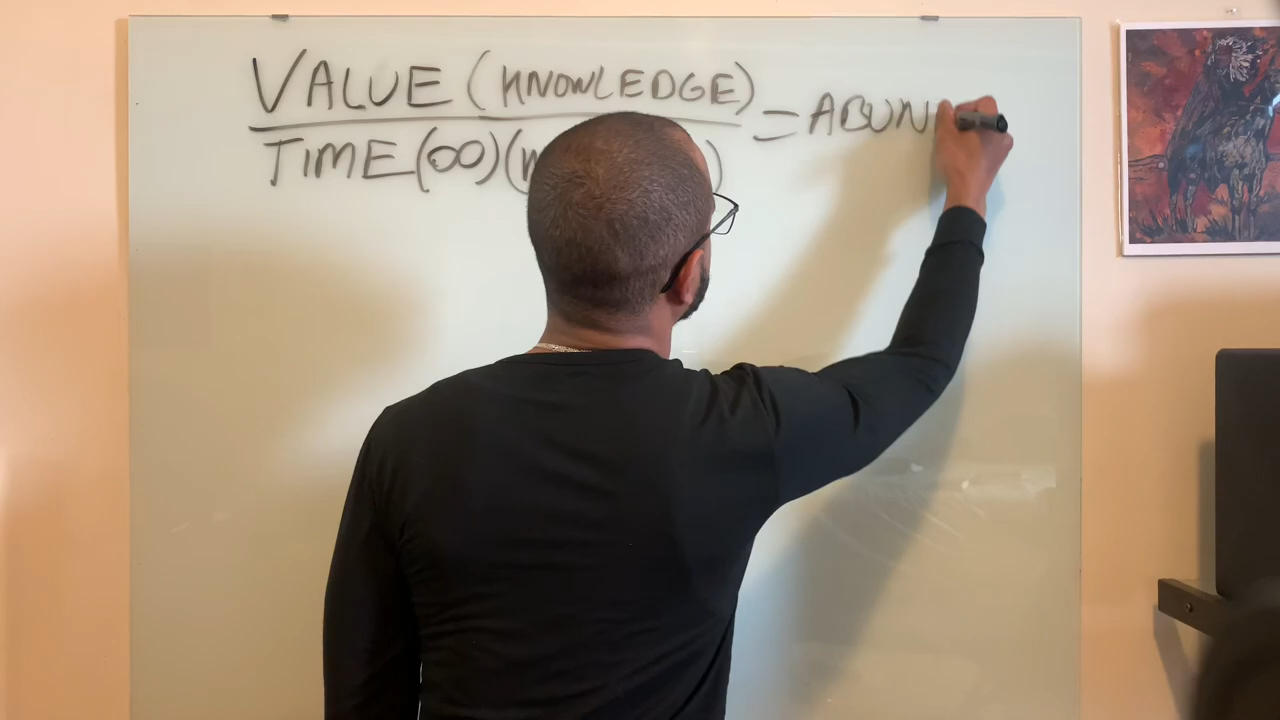 VALUE (KNOWLEDGE)
TIME (∞) ( ) = ABUN